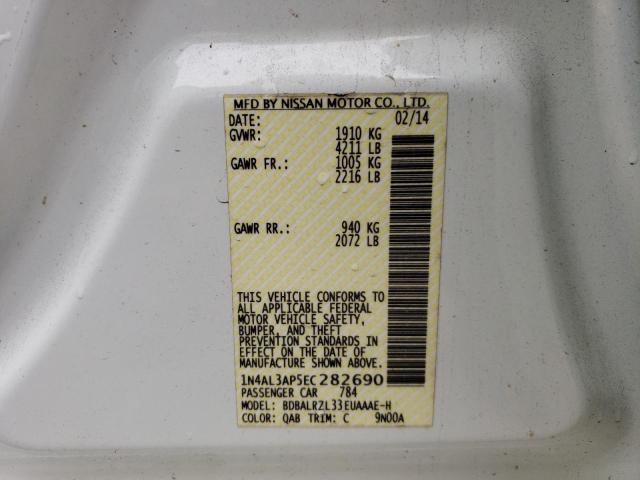 MFD BY NISSAN MOTOR CO., LTD.
DATE: 02/14
GVWR: 1910 KG
4211 LB
GAWR FR.: 1005 KG
2216 LB
GAWR RR.: 940 KG
2072 LB
THIS VEHICLE CONFORMS TO
ALL APPLICABLE FEDERAL
MOTOR VEHICLE SAFETY,
BUMPER, AND THEFT
PREVENTION STANDARDS IN
EFFECT ON THE DATE OF
MANUFACTURE SHOWN ABOVE.
1N4AL3AP5EC282690
PASSENGER CAR 784
MODEL: BDBALRZL33EUAAAE-H
COLOR: QAB TRIM: C 9N00A